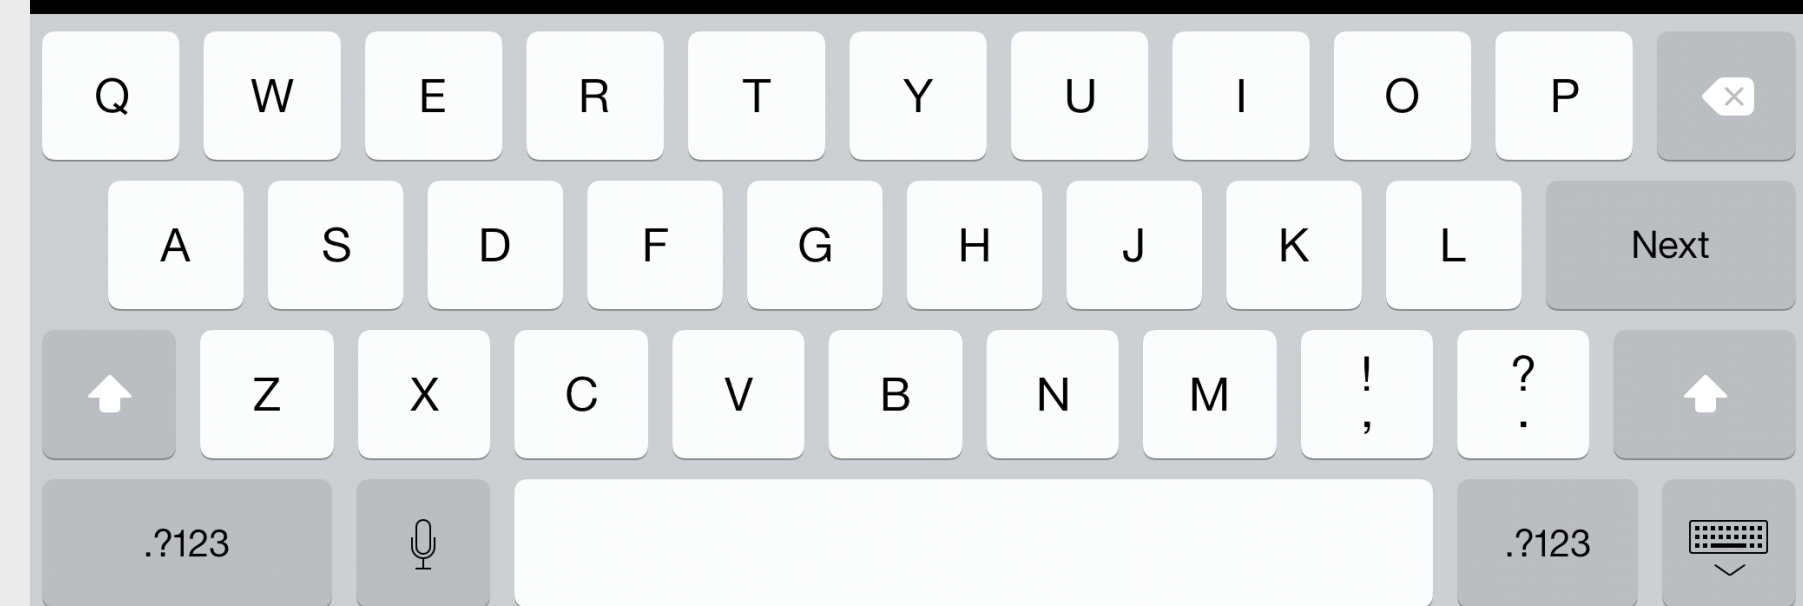 Q W E R T Y U I O P
A S D F G H J K L Next
Z X C V B N M ! , ? .
.?123 .?123